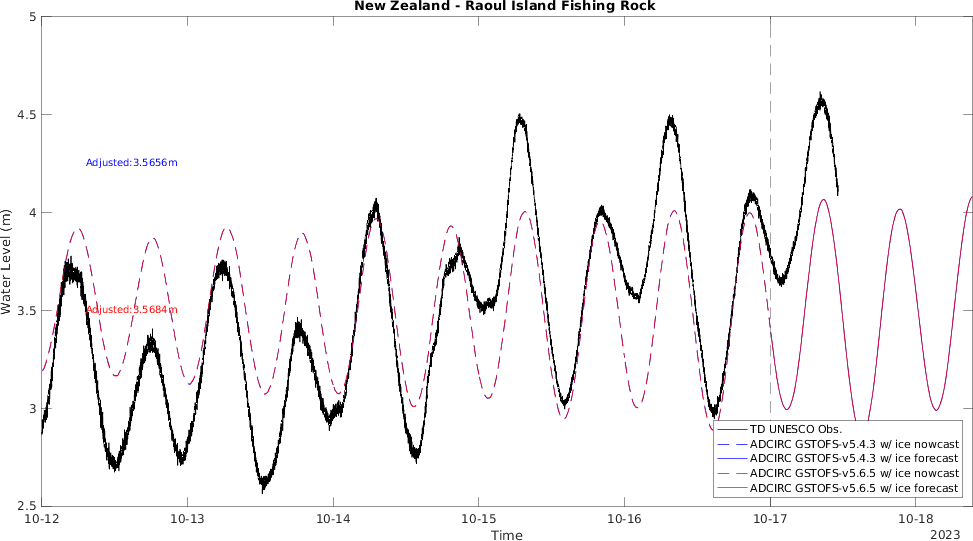 New Zealand - Raoul Island Fishing Rock
5
4.5
4
3.5
3
2.5
Water Level (m)
Adjusted:3.5656m
Adjusted:3.5684m
TD UNESCO Obs.
ADCIRC GSTOFS-v5.4.3 w/ ice nowcast
ADCIRC GSTOFS-v5.4.3 w/ ice forecast
ADCIRC GSTOFS-v5.6.5 w/ ice nowcast
ADCIRC GSTOFS-v5.6.5 w/ ice forecast
10-12 10-13 10-14 10-15 10-16 10-17 10-18
Time
2023